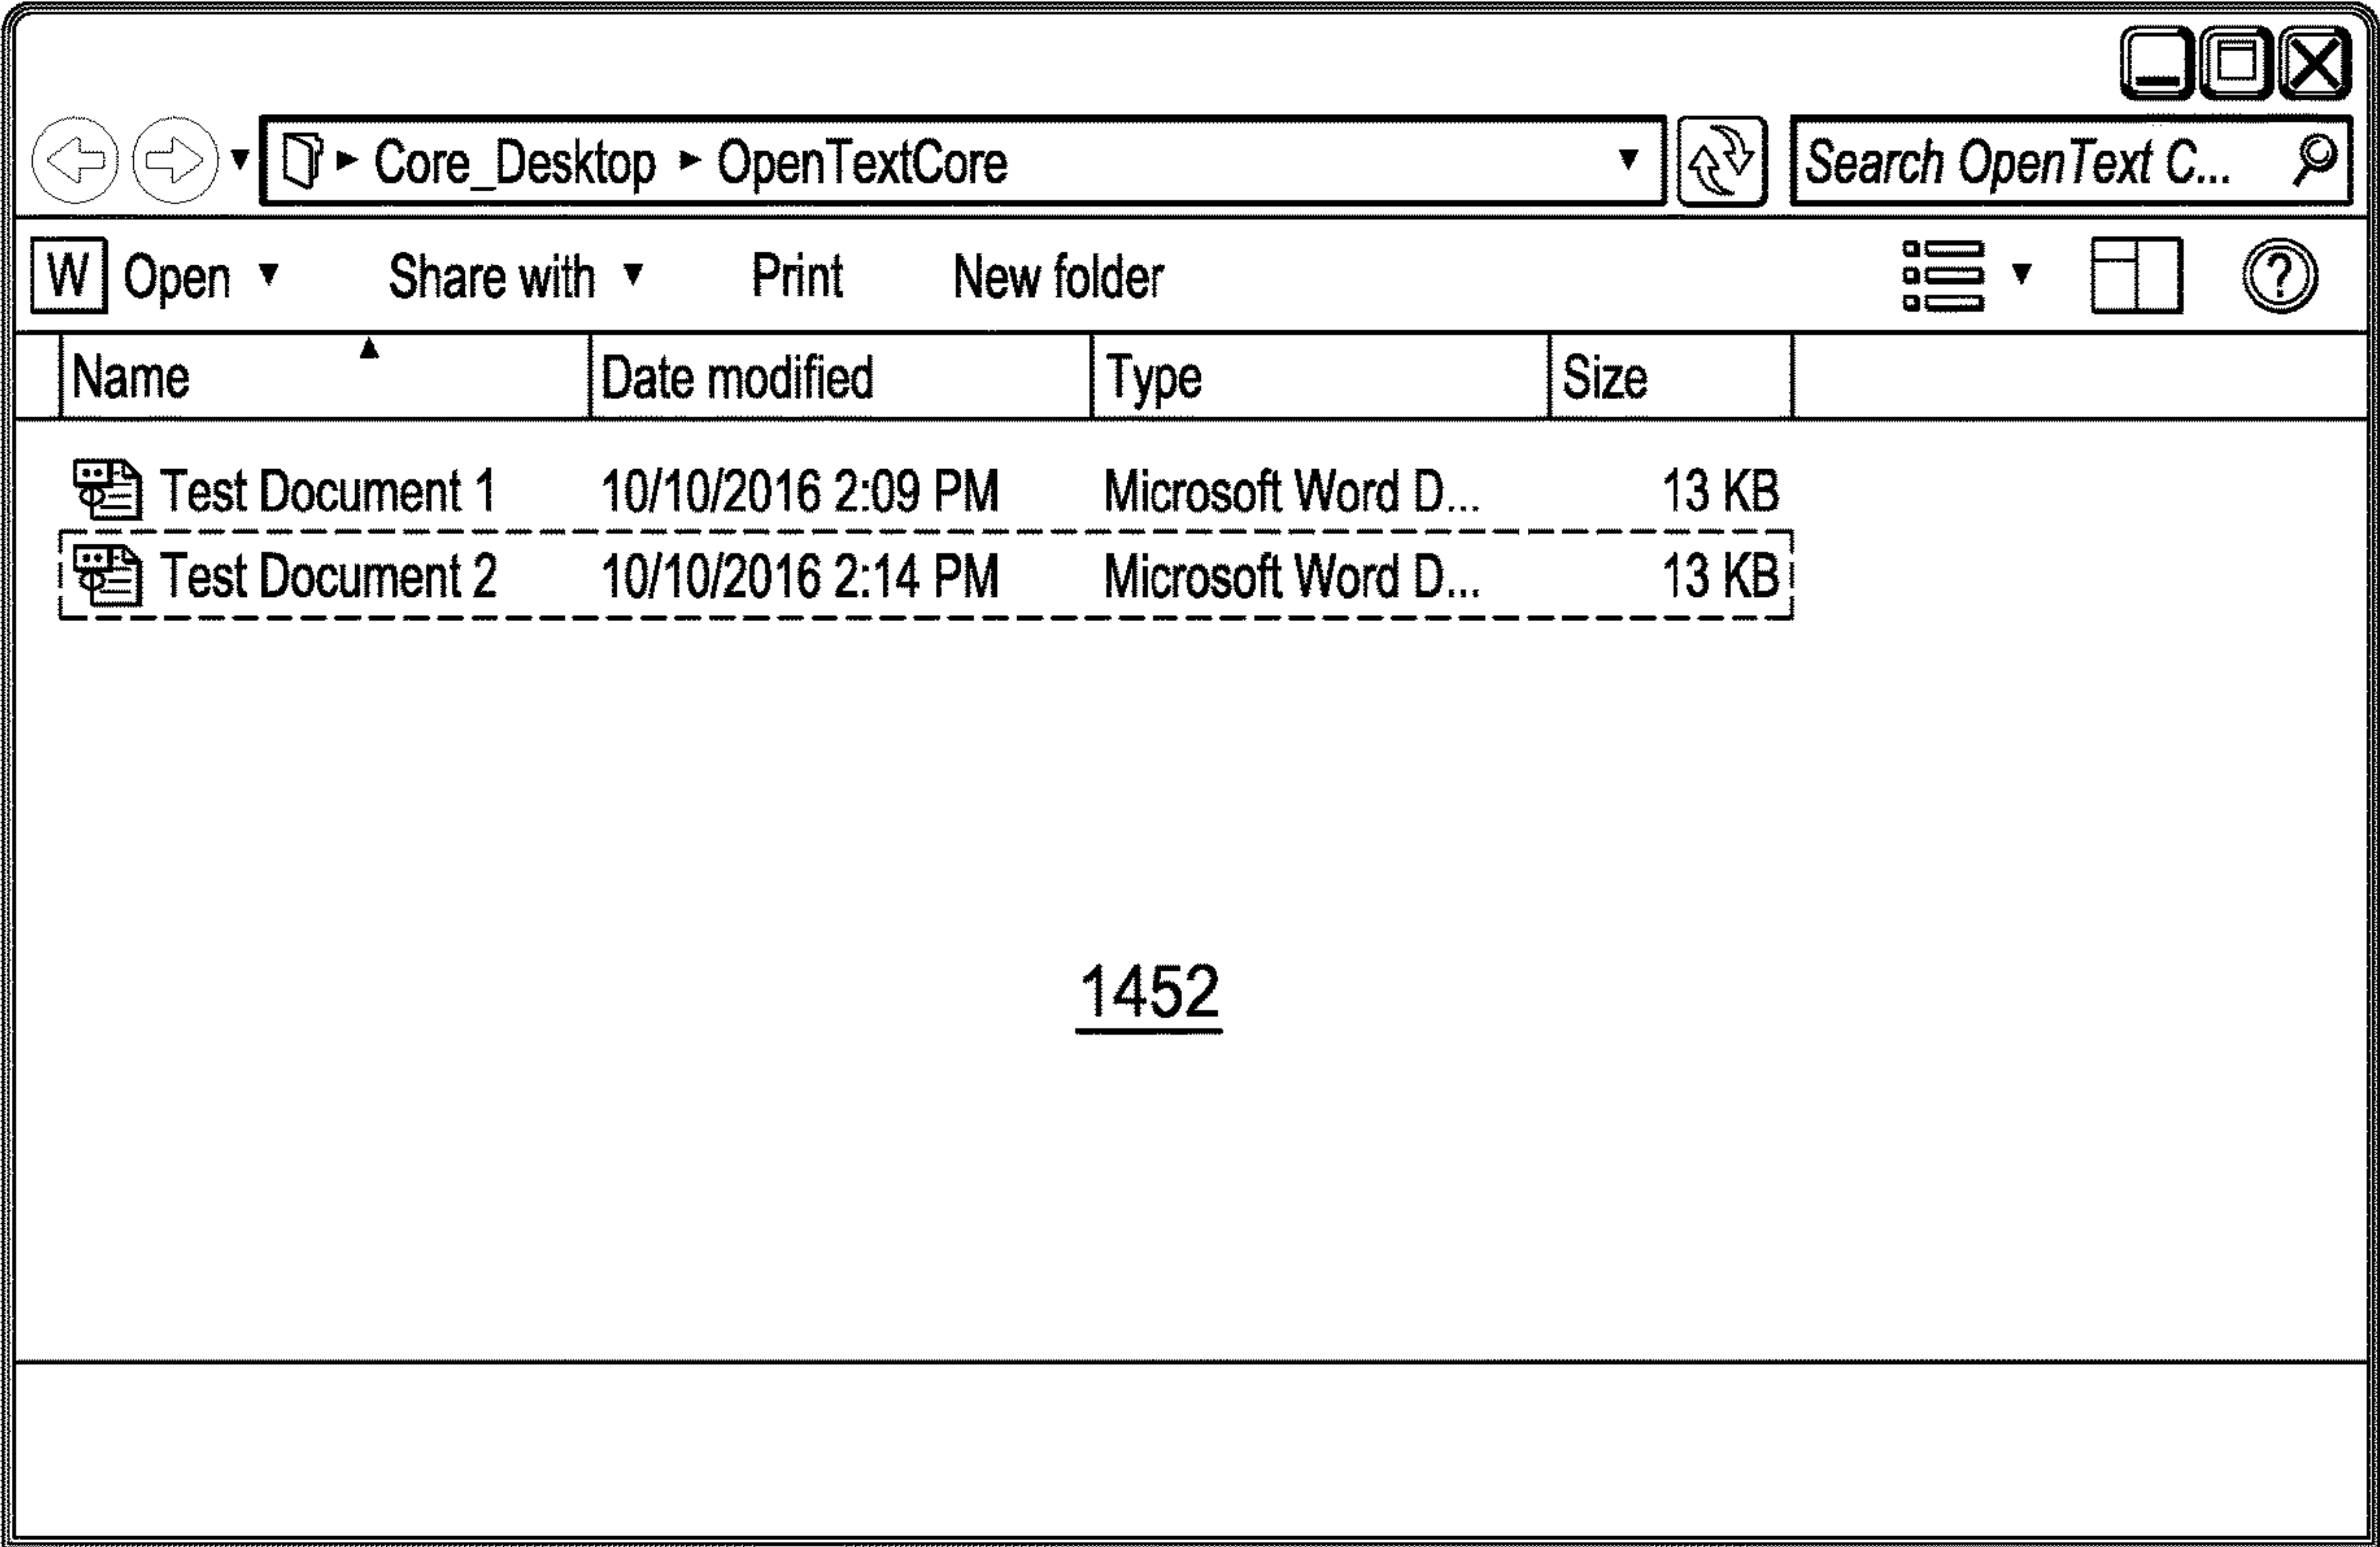 Core_Desktop OpenTextCore Search OpenText C...
W Open Share with Print New folder ?
Name Date modified Type Size
Test Document 1 10/10/2016 2:09 PM Microsoft Word D... 13 KB
Test Document 2 10/10/2016 2:14 PM Microsoft Word D... 13 KB
1452